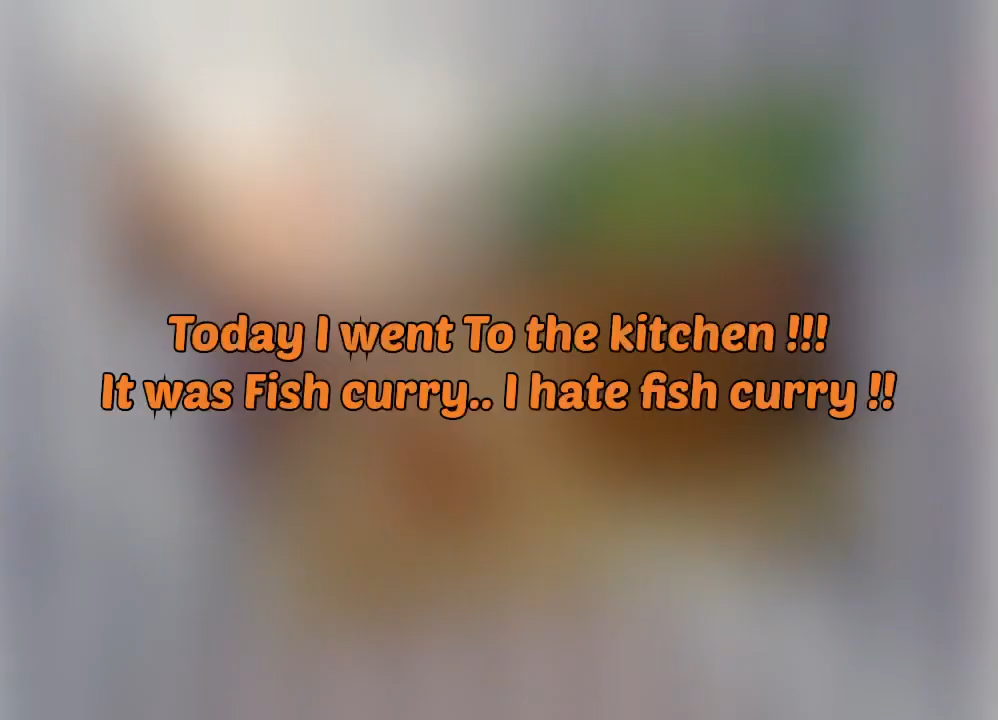 Today I went To the kitchen !!!
It was Fish curry.. I hate fish curry !!